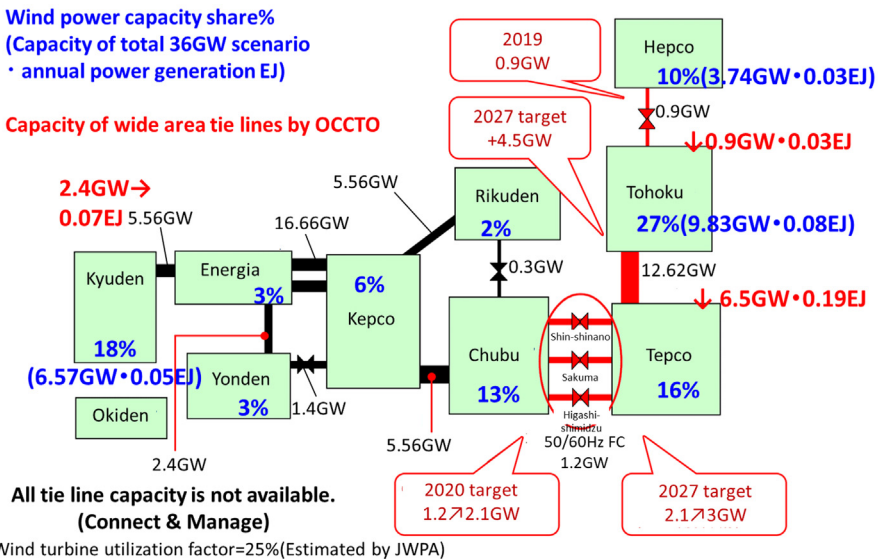 Wind power capacity share%
(Capacity of total 36GW scenario
・annual power generation EJ)
Capacity of wide area tie lines by OCCTO
2019
0.9GW
Hepco
10%(3.74GW・0.03EJ)
0.9GW
2027 target
+4.5GW
↓0.9GW・0.03EJ
Tohoku
27%(9.83GW・0.08EJ)
12.62GW
↓6.5GW・0.19EJ
2.4GW→
0.07EJ
5.56GW
16.66GW
5.56GW
Rikuden
2%
0.3GW
Kyuden
18%
(6.57GW・0.05EJ)
Energia
3%
6%
Kepco
Yonden
3%
1.4GW
Okiden
2.4GW
Chubu
13%
5.56GW
Shin-shinano
Sakuma
Higashi-
shimidzu
50/60Hz FC
1.2GW
Tepco
16%
2020 target
1.2↗2.1GW
2027 target
2.1↗3GW
All tie line capacity is not available.
(Connect & Manage)
Wind turbine utilization factor=25%(Estimated by JWPA)